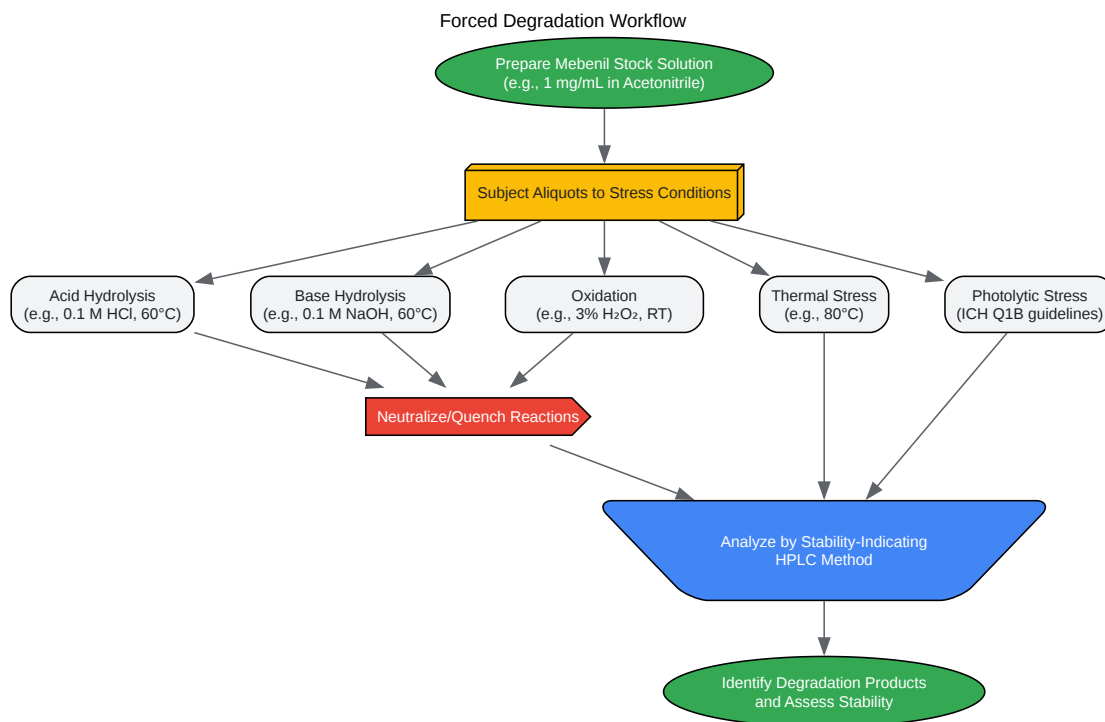 Forced Degradation Workflow
Prepare Mebenil Stock Solution
(e.g., 1 mg/mL in Acetonitrile)
Subject Aliquots to Stress Conditions
Acid Hydrolysis
(e.g., 0.1 M HCl, 60°C)
Base Hydrolysis
(e.g., 0.1 M NaOH, 60°C)
Oxidation
(e.g., 3% H₂O₂, RT)
Thermal Stress
(e.g., 80°C)
Photolytic Stress
(ICH Q1B guidelines)
Neutralize/Quench Reactions
Analyze by Stability-Indicating
HPLC Method
Identify Degradation Products
and Assess Stability